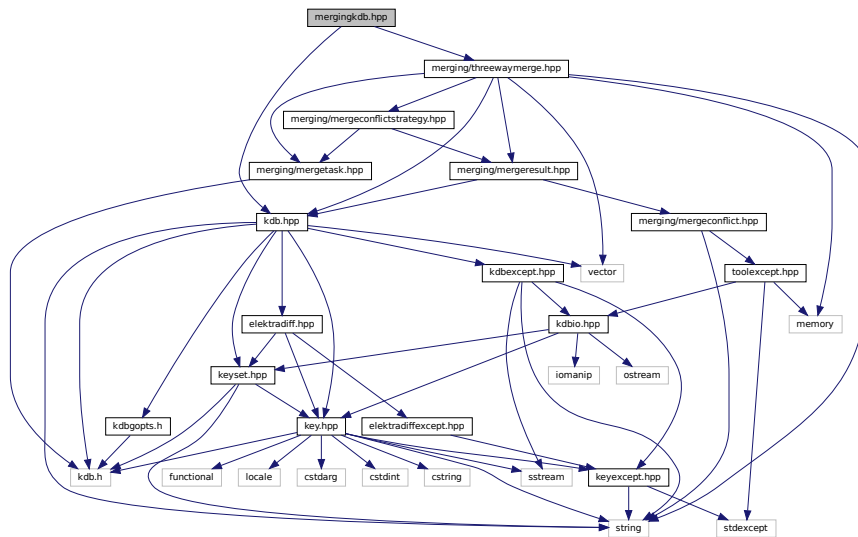 mergingkdb.hpp
merging/threewaymerge.hpp
merging/mergeconflictstrategy.hpp
merging/mergetask.hpp
merging/mergeresult.hpp
kdb.hpp
merging/mergeconflict.hpp
kdbexcept.hpp
vector
toolexcept.hpp
elektradiff.hpp
kdbio.hpp
memory
keyset.hpp
iomanip
ostream
kdbgopts.h
key.hpp
elektradiffexcept.hpp
kdb.h
functional
locale
cstdarg
cstdint
cstring
sstream
keyexcept.hpp
string
stdexcept